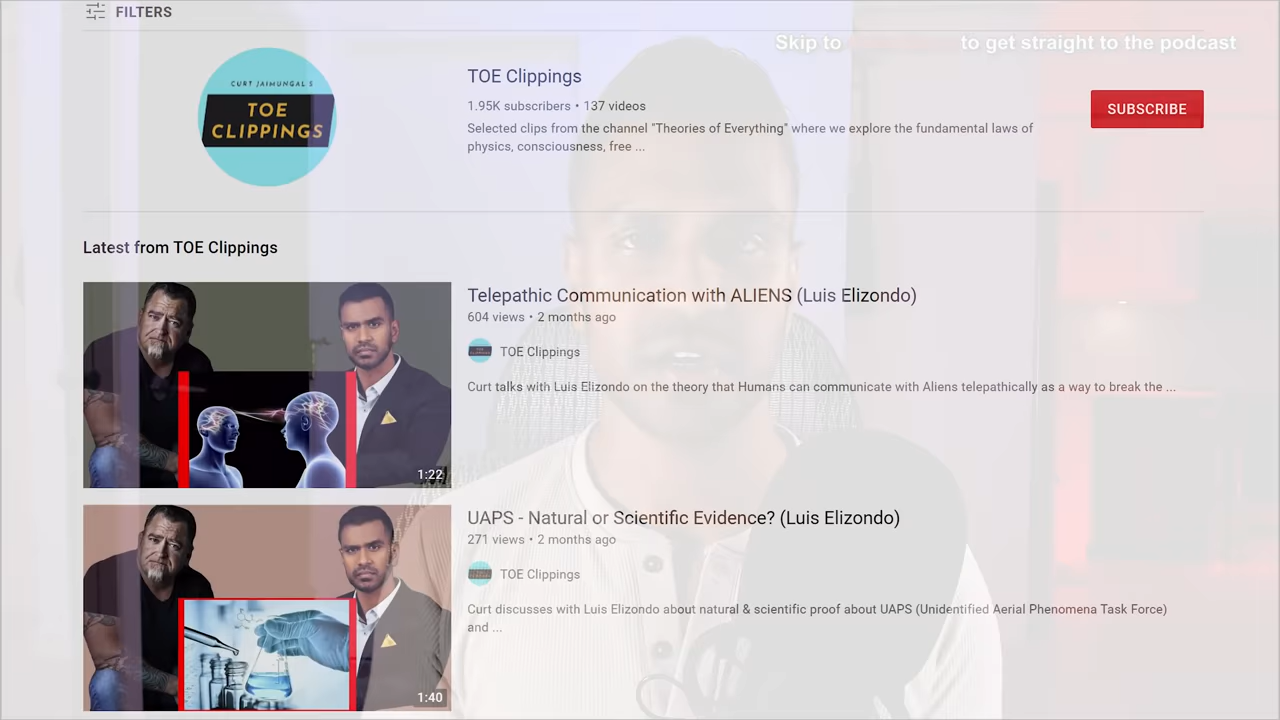 FILTERS
Skip to to get straight to the podcast
CURT JAIMUNGAL'S
TOE
CLIPPINGS
TOE Clippings
1.95K subscribers • 137 videos
Selected clips from the channel "Theories of Everything" where we explore the fundamental laws of
physics, consciousness, free ...
SUBSCRIBE
Latest from TOE Clippings
1:22
Telepathic Communication with ALIENS (Luis Elizondo)
604 views • 2 months ago
TOE Clippings
Curt talks with Luis Elizondo on the theory that Humans can communicate with Aliens telepathically as a way to break the ...
1:40
UAPS - Natural or Scientific Evidence? (Luis Elizondo)
271 views • 2 months ago
TOE Clippings
Curt discusses with Luis Elizondo about natural & scientific proof about UAPS (Unidentified Aerial Phenomena Task Force)
and ...